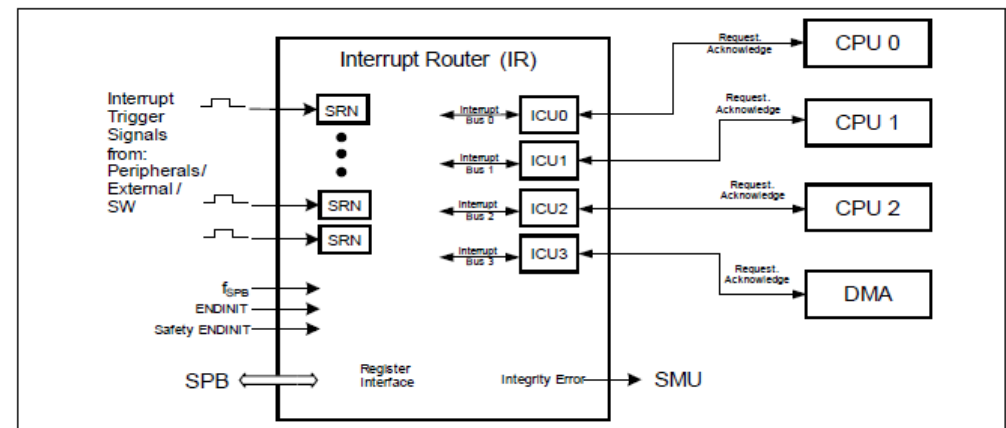 Interrupt Router (IR)
Interrupt
Trigger
Signals
from:
Peripherals/
External /
SW
SRN
SRN
SRN
fSPB
ENDINIT
Safety ENDINIT
SPB
Register
Interface
Interrupt
Bus 0
ICU0
Interrupt
Bus 1
ICU1
Interrupt
Bus 2
ICU2
Interrupt
Bus 3
ICU3
Integrity Error
SMU
Request.
Acknowledge
CPU 0
Request.
Acknowledge
CPU 1
Request.
Acknowledge
CPU 2
Request.
Acknowledge
DMA